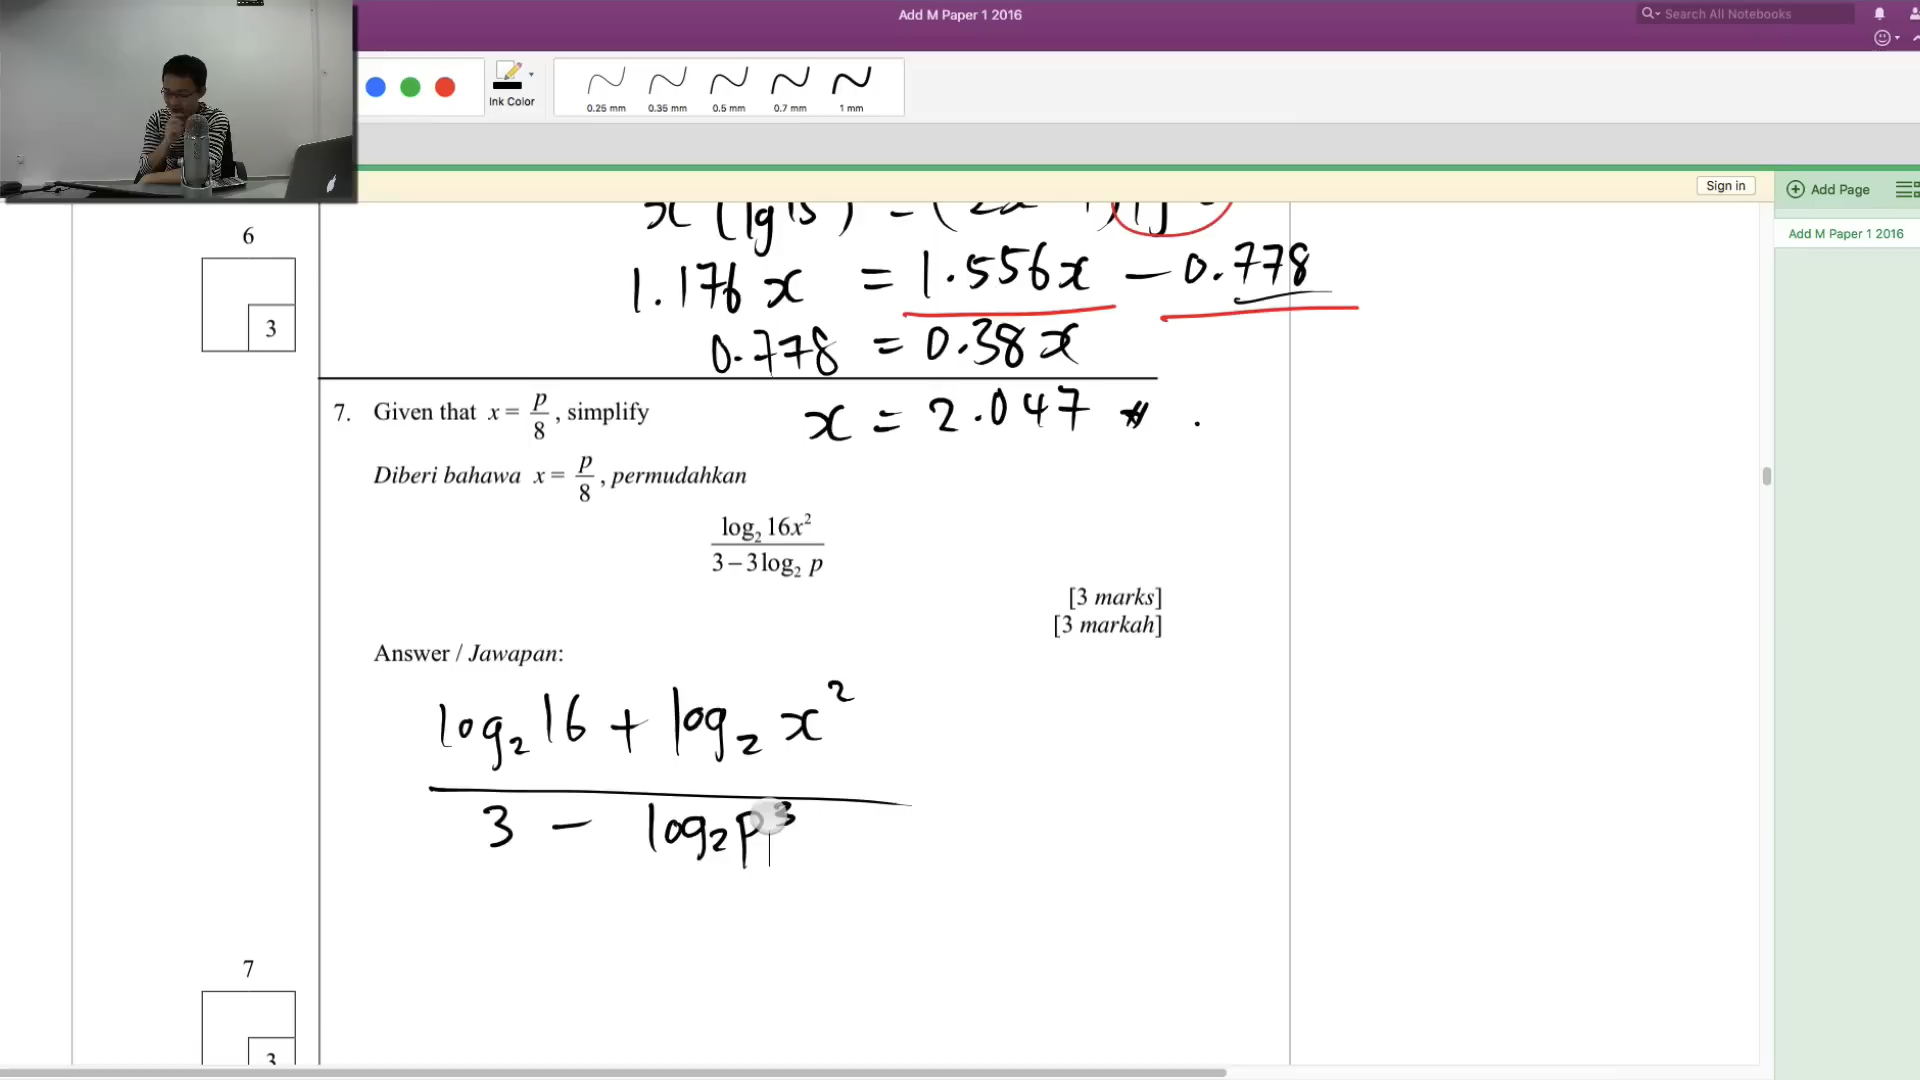 Add M Paper 1 2016
Search All Notebooks
Ink Color
0.25 mm
0.35 mm
0.5 mm
0.7 mm
1 mm
Sign in
Add Page
Add M Paper 1 2016
6
3
1.176x = 1.556x - 0.778
0.778 = 0.38x
x = 2.047
7. Given that x = p/8, simplify
Diberi bahawa x = p/8, permudahkan
log₂ 16x²
3 – 3 log₂ p
[3 marks]
[3 markah]
Answer / Jawapan:
log₂ 16 + log₂ x²
3 - log₂ p³
7
3